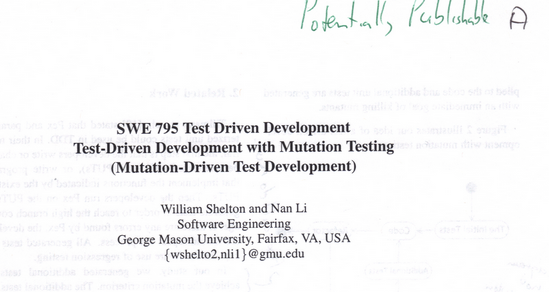 Potentially Publishable A
SWE 795 Test Driven Development
Test-Driven Development with Mutation Testing
(Mutation-Driven Test Development)
William Shelton and Nan Li
Software Engineering
George Mason University, Fairfax, VA, USA
{wshelto2,nli1}@gmu.edu